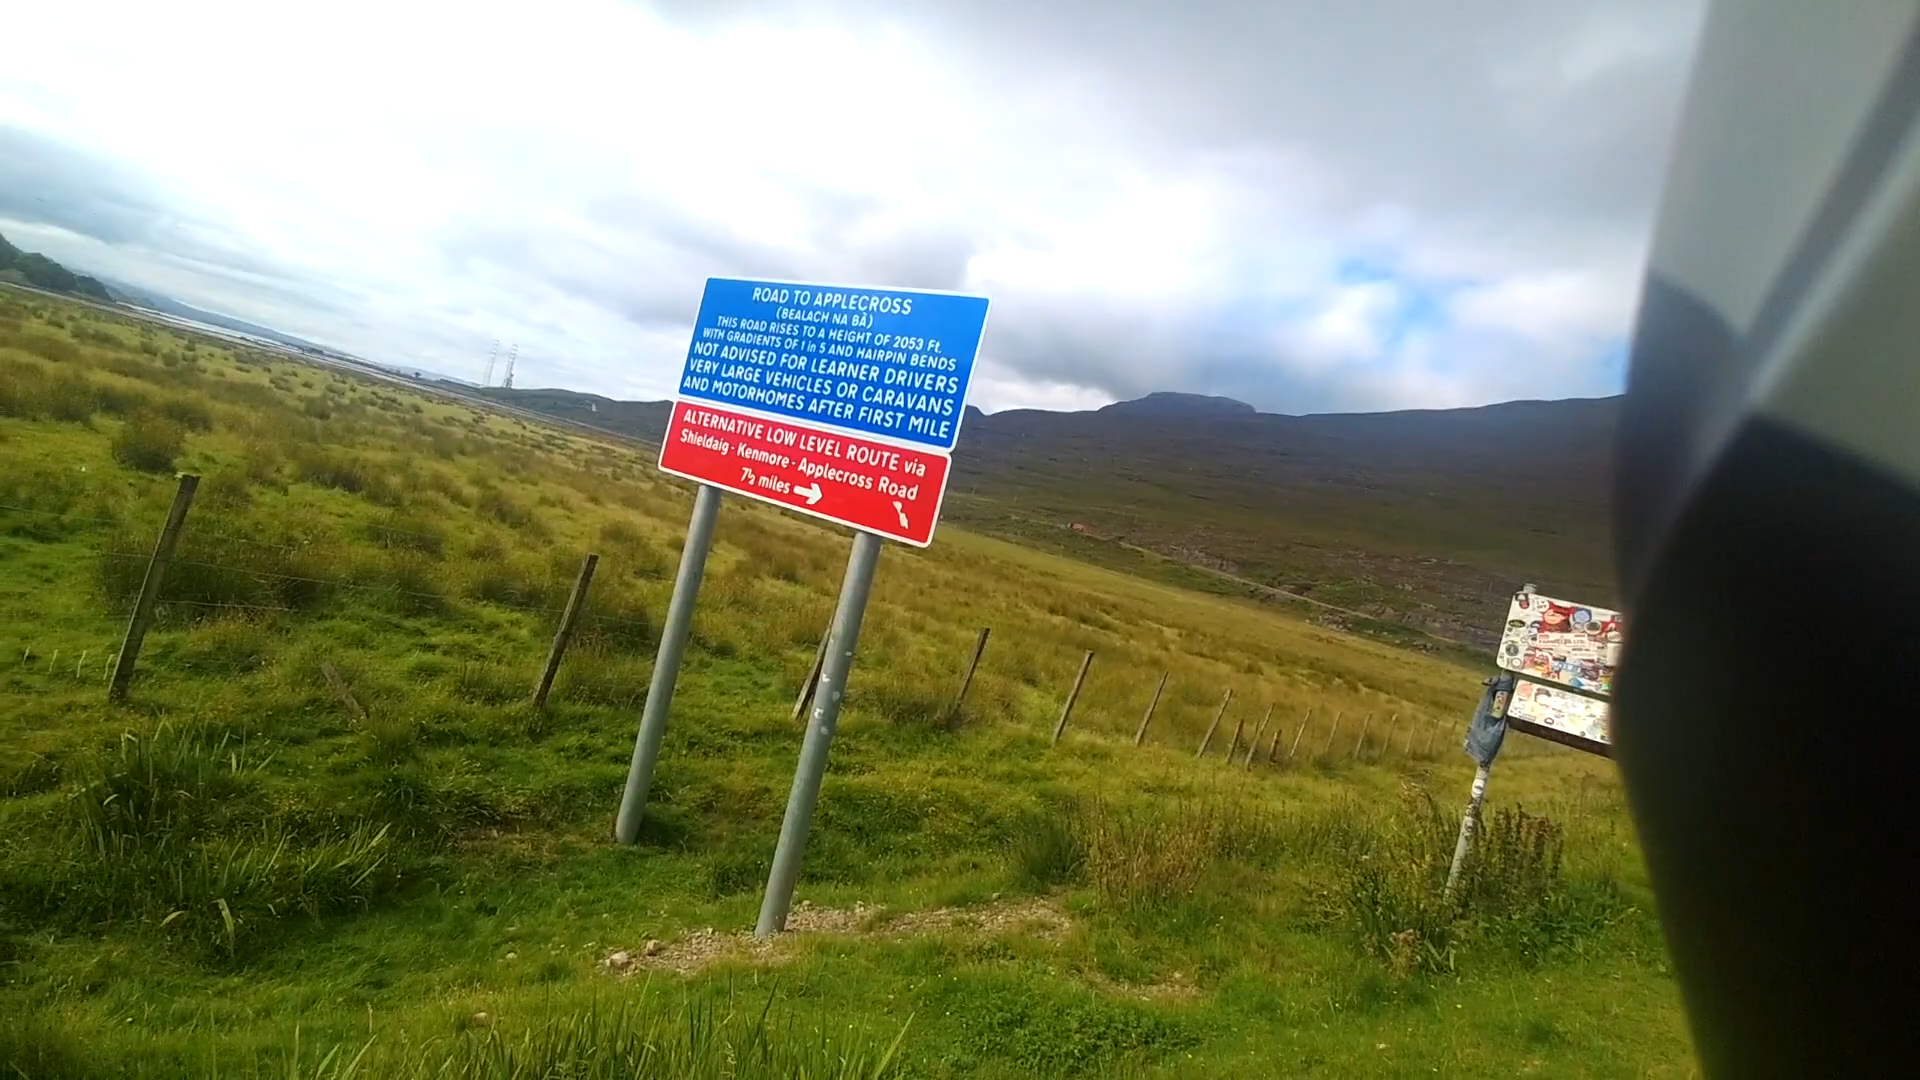 ROAD TO APPLECROSS
(BEALACH NA BÀ)
THIS ROAD RISES TO A HEIGHT OF 2053 Ft.
WITH GRADIENTS OF 1 in 5 AND HAIRPIN BENDS
NOT ADVISED FOR LEARNER DRIVERS
VERY LARGE VEHICLES OR CARAVANS
AND MOTORHOMES AFTER FIRST MILE
ALTERNATIVE LOW LEVEL ROUTE via
Shieldaig - Kenmore - Applecross Road
7½ miles